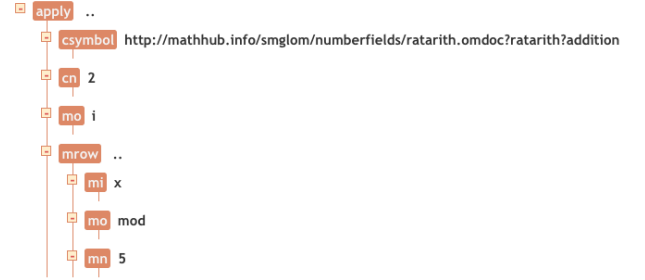 apply ..
csymbol http://mathhub.info/smglom/numberfields/ratarith.omdoc?ratarith?addition
cn 2
mo i
mrow ..
mi x
mo mod
mn 5